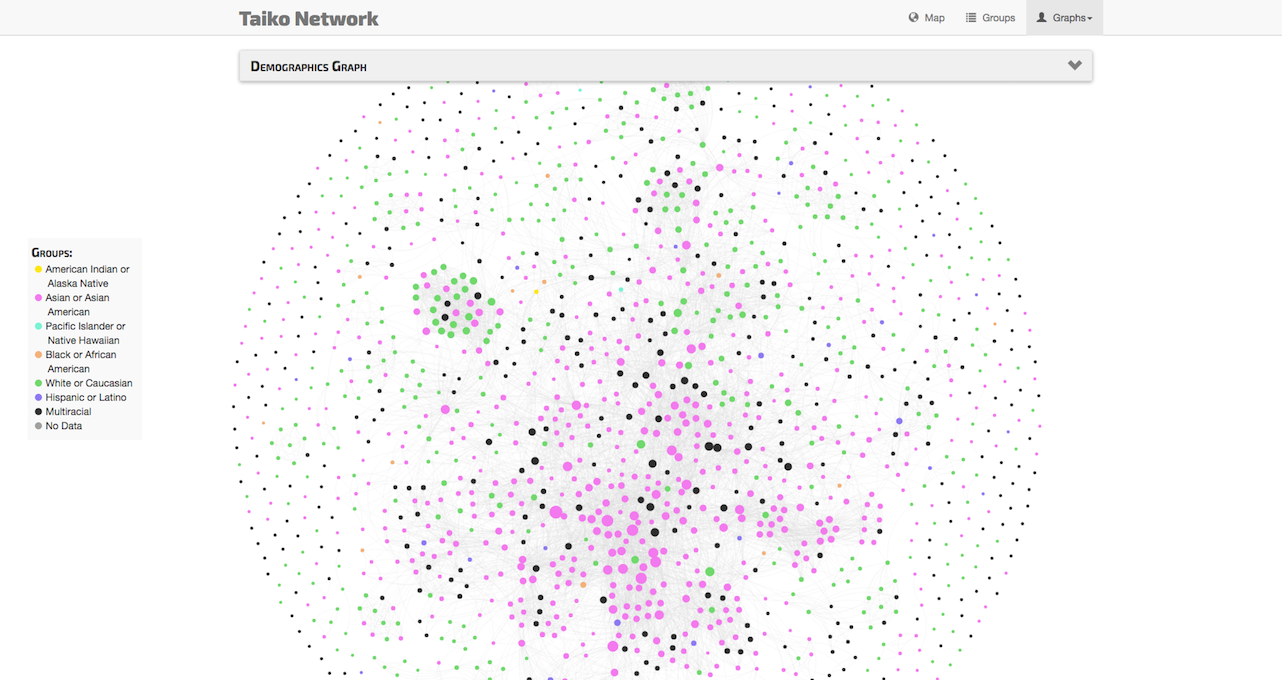 Taiko Network
Map
Groups
Graphs
Demographics Graph
Groups:
American Indian or
Alaska Native
Asian or Asian
American
Pacific Islander or
Native Hawaiian
Black or African
American
White or Caucasian
Hispanic or Latino
Multiracial
No Data